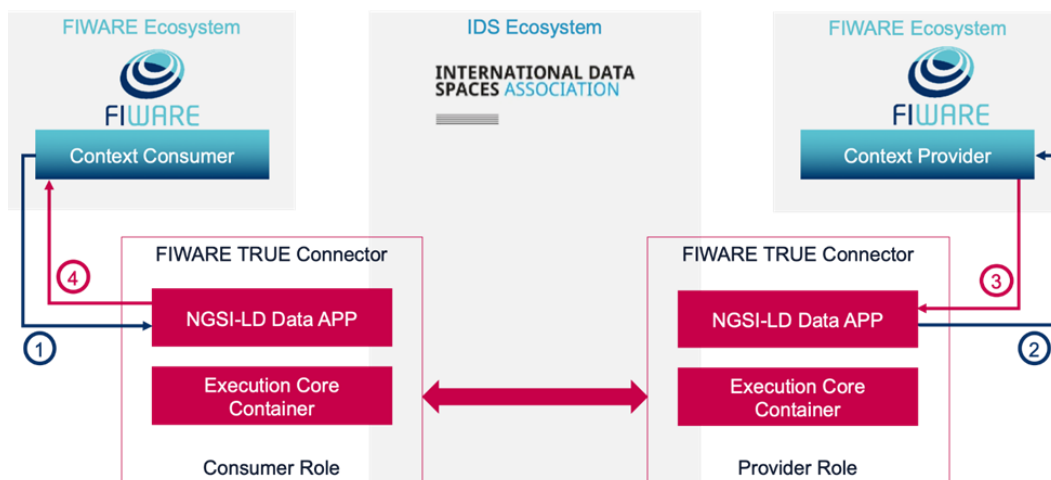 FIWARE Ecosystem
IDS Ecosystem
FIWARE Ecosystem
INTERNATIONAL DATA
SPACES ASSOCIATION
FIWARE
FIWARE
Context Consumer
Context Provider
FIWARE TRUE Connector
FIWARE TRUE Connector
4
3
NGSI-LD Data APP
NGSI-LD Data APP
1
2
Execution Core
Container
Execution Core
Container
Consumer Role
Provider Role